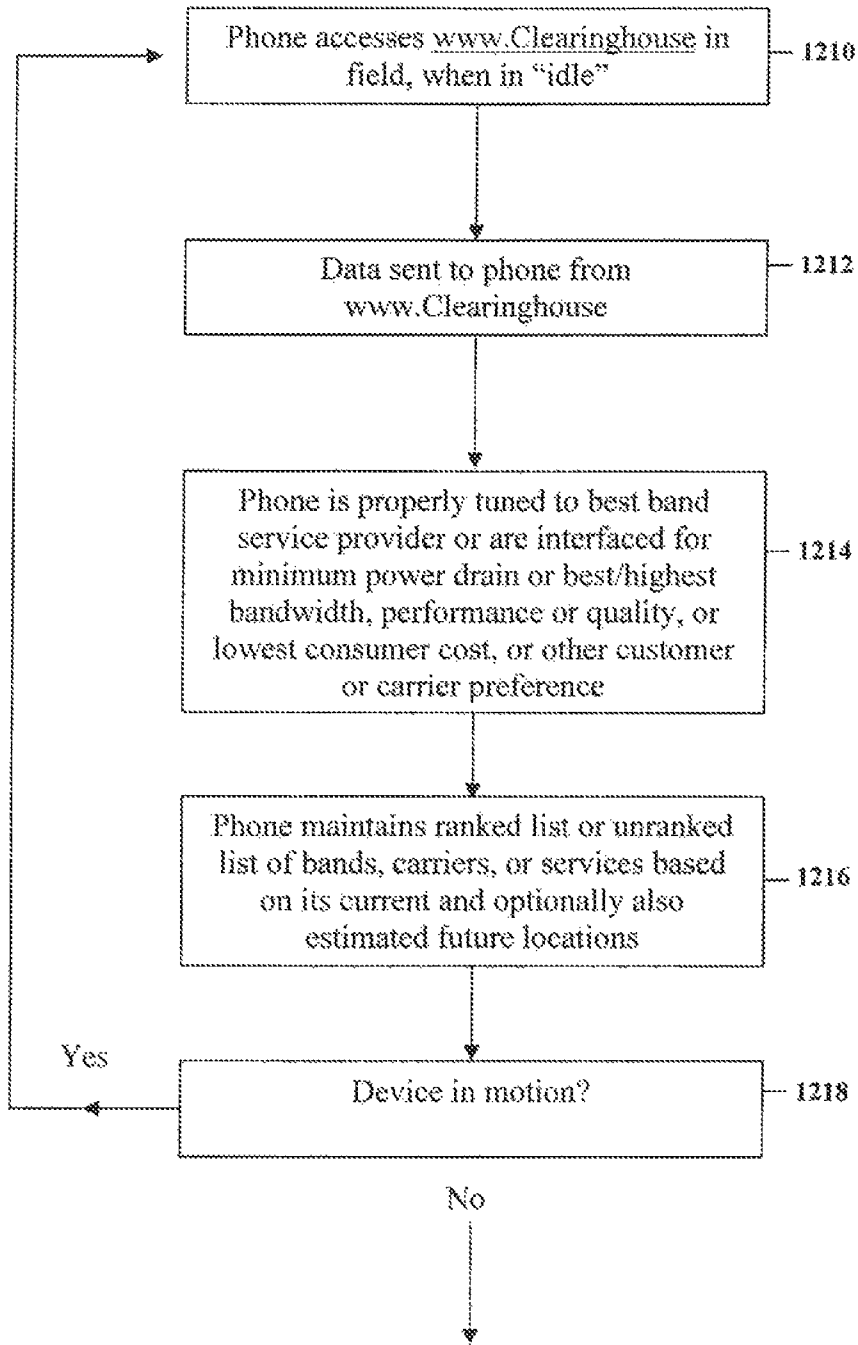 Phone accesses www.Clearinghouse in
field, when in “idle”
1210
Data sent to phone from
www.Clearinghouse
1212
Phone is properly tuned to best band
service provider or are interfaced for
minimum power drain or best/highest
bandwidth, performance or quality, or
lowest consumer cost, or other customer
or carrier preference
1214
Phone maintains ranked list or unranked
list of bands, carriers, or services based
on its current and optionally also
estimated future locations
1216
Yes
Device in motion?
1218
No